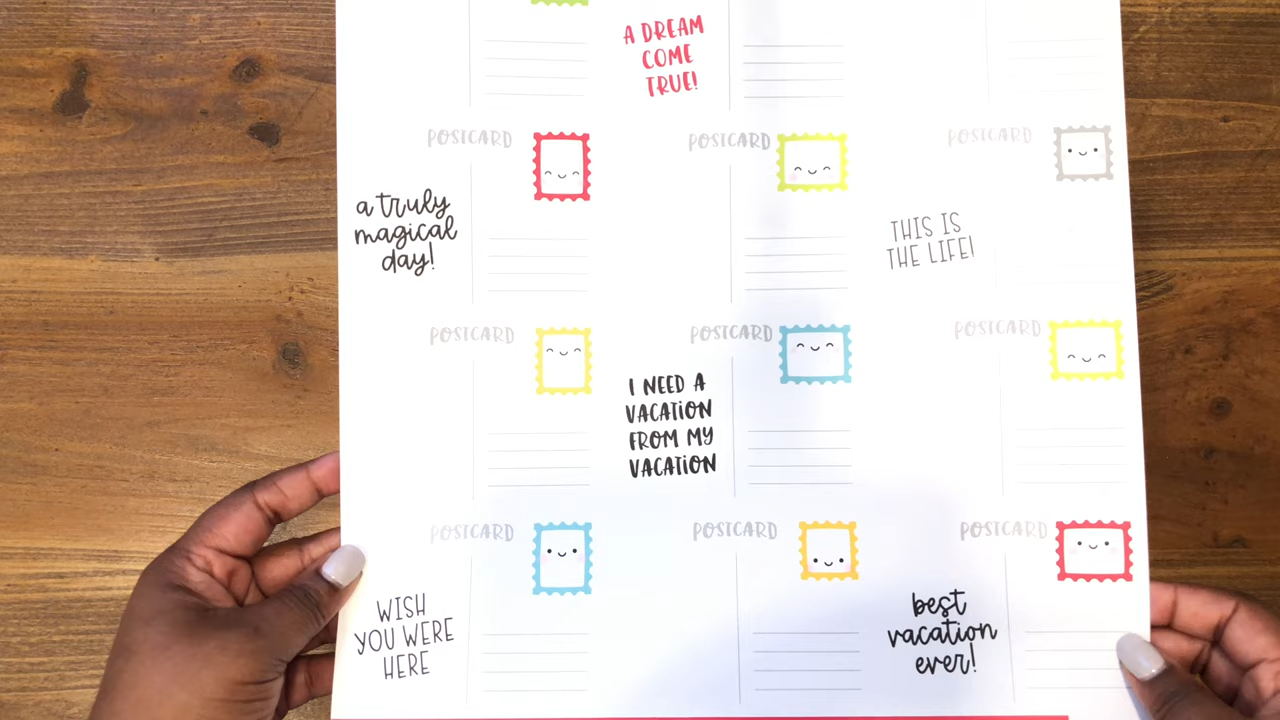 A DREAM
COME
TRUE!
POSTCARD
POSTCARD
POSTCARD
a truly
magical
day!
THIS IS
THE LIFE!
POSTCARD
POSTCARD
POSTCARD
I NEED A
VACATION
FROM MY
VACATION
POSTCARD
POSTCARD
POSTCARD
WISH
YOU WERE
HERE
best
vacation
ever!